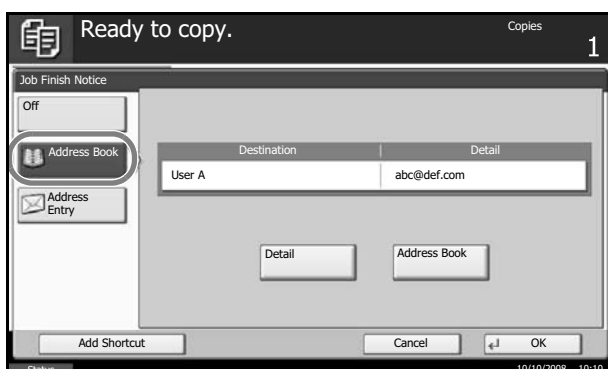 Ready to copy.
Copies
1
Job Finish Notice
Off
Address Book
Address
Entry
Destination
Detail
User A
abc@def.com
Detail
Address Book
Add Shortcut
Cancel
OK
Status
10/10/2008 10:10